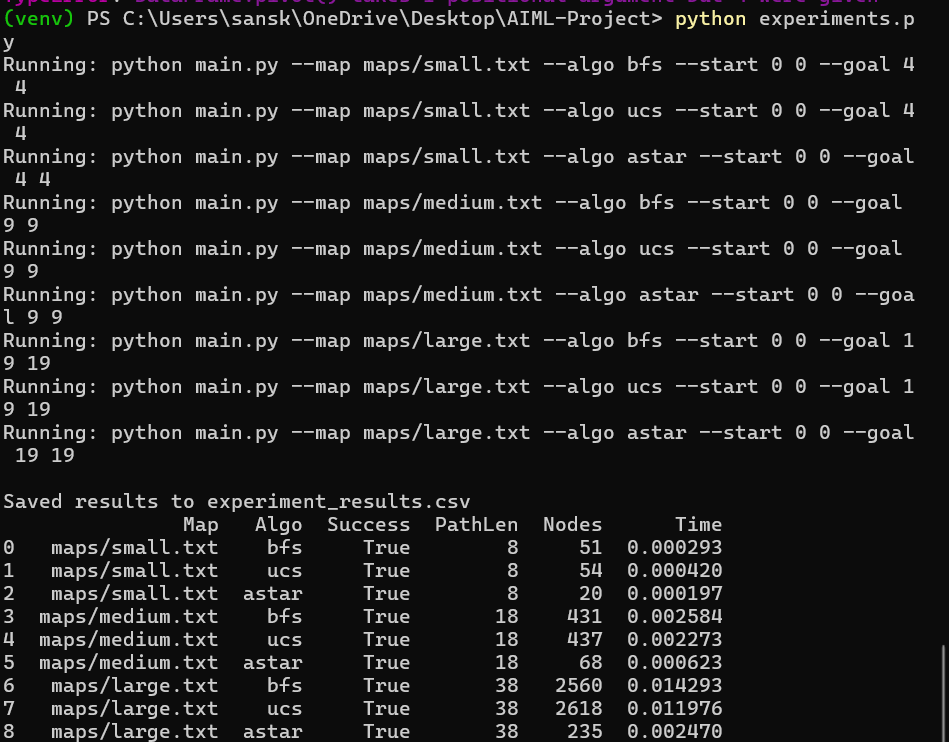 (venv) PS C:\Users\sansk\OneDrive\Desktop\AIML-Project> python experiments.p
y
Running: python main.py --map maps/small.txt --algo bfs --start 0 0 --goal 4
 4
Running: python main.py --map maps/small.txt --algo ucs --start 0 0 --goal 4
 4
Running: python main.py --map maps/small.txt --algo astar --start 0 0 --goal
 4 4
Running: python main.py --map maps/medium.txt --algo bfs --start 0 0 --goal
9 9
Running: python main.py --map maps/medium.txt --algo ucs --start 0 0 --goal
9 9
Running: python main.py --map maps/medium.txt --algo astar --start 0 0 --goa
l 9 9
Running: python main.py --map maps/large.txt --algo bfs --start 0 0 --goal 1
9 19
Running: python main.py --map maps/large.txt --algo ucs --start 0 0 --goal 1
9 19
Running: python main.py --map maps/large.txt --algo astar --start 0 0 --goal
 19 19

Saved results to experiment_results.csv
               Map   Algo  Success  PathLen  Nodes      Time
0   maps/small.txt    bfs     True        8     51  0.000293
1   maps/small.txt    ucs     True        8     54  0.000420
2   maps/small.txt  astar     True        8     20  0.000197
3  maps/medium.txt    bfs     True       18    431  0.002584
4  maps/medium.txt    ucs     True       18    437  0.002273
5  maps/medium.txt  astar     True       18     68  0.000623
6   maps/large.txt    bfs     True       38   2560  0.014293
7   maps/large.txt    ucs     True       38   2618  0.011976
8   maps/large.txt  astar     True       38    235  0.002470